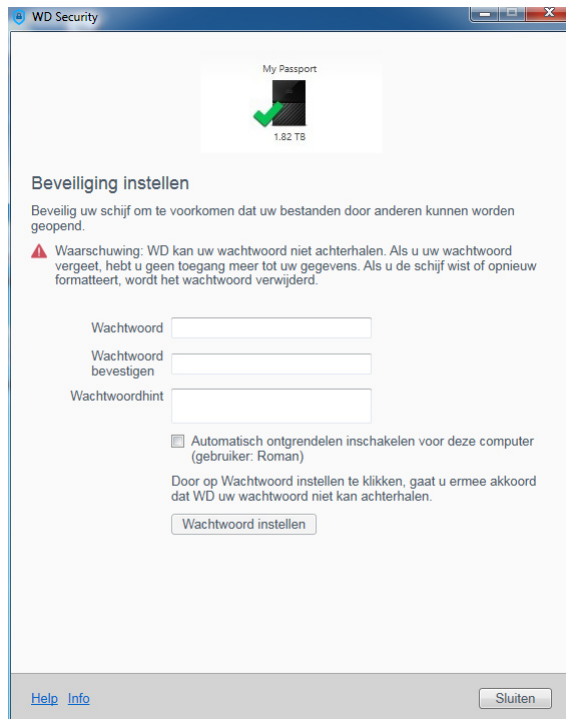 WD Security
My Passport
1.82 TB
Beveiliging instellen
Beveilig uw schijf om te voorkomen dat uw bestanden door anderen kunnen worden
geopend.
Waarschuwing: WD kan uw wachtwoord niet achterhalen. Als u uw wachtwoord
vergeet, hebt u geen toegang meer tot uw gegevens. Als u de schijf wist of opnieuw
formatteert, wordt het wachtwoord verwijderd.
Wachtwoord
Wachtwoord
bevestigen
Wachtwoordhint
Automatisch ontgrendelen inschakelen voor deze computer
(gebruiker: Roman)
Door op Wachtwoord instellen te klikken, gaat u ermee akkoord
dat WD uw wachtwoord niet kan achterhalen.
Wachtwoord instellen
Help Info Sluiten